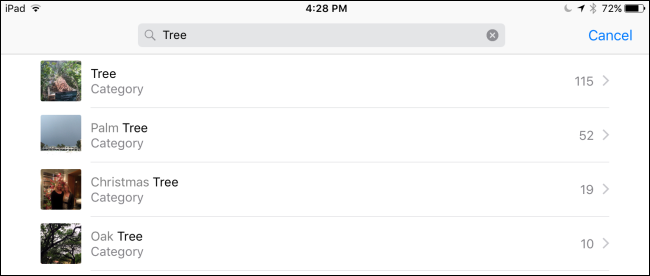 iPad 4:28 PM 72%
Tree Cancel
Tree
Category
115
Palm Tree
Category
52
Christmas Tree
Category
19
Oak Tree
Category
10